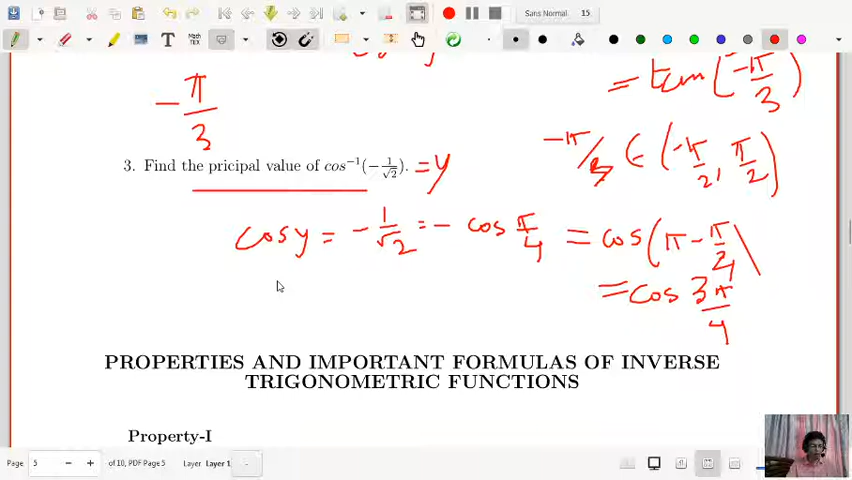 Sans Normal 15
= tan(-π/3)
-π/3
-π/3 ∈ (-π/2, π/2)
3. Find the pricipal value of cos⁻¹(-1/√2). = y
cosy = -1/√2 = - cos π/4 = cos(π - π/4)
= cos 3π/4
PROPERTIES AND IMPORTANT FORMULAS OF INVERSE
TRIGONOMETRIC FUNCTIONS
Property-I
Page 5 of 10, PDF Page 5 Layer Layer 1